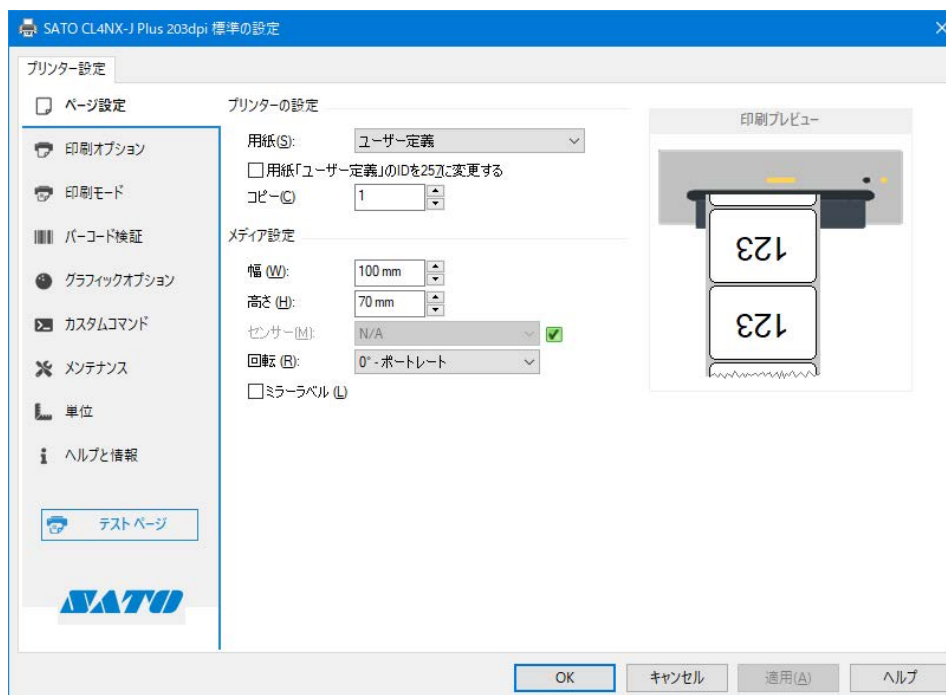 SATO CL4NX-J Plus 203dpi 標準の設定
プリンター設定
ページ設定
印刷オプション
印刷モード
バーコード検証
グラフィックオプション
カスタムコマンド
メンテナンス
単位
ヘルプと情報
テスト ページ
SATO
プリンターの設定
用紙(S): ユーザー定義
用紙「ユーザー定義」のIDを257に変更する
コピー(C) 1
メディア設定
幅 (W): 100 mm
高さ (H): 70 mm
センサー(M): N/A
回転 (R): 0° - ポートレート
ミラーラベル (L)
印刷プレビュー
123
123
OK キャンセル 適用(A) ヘルプ